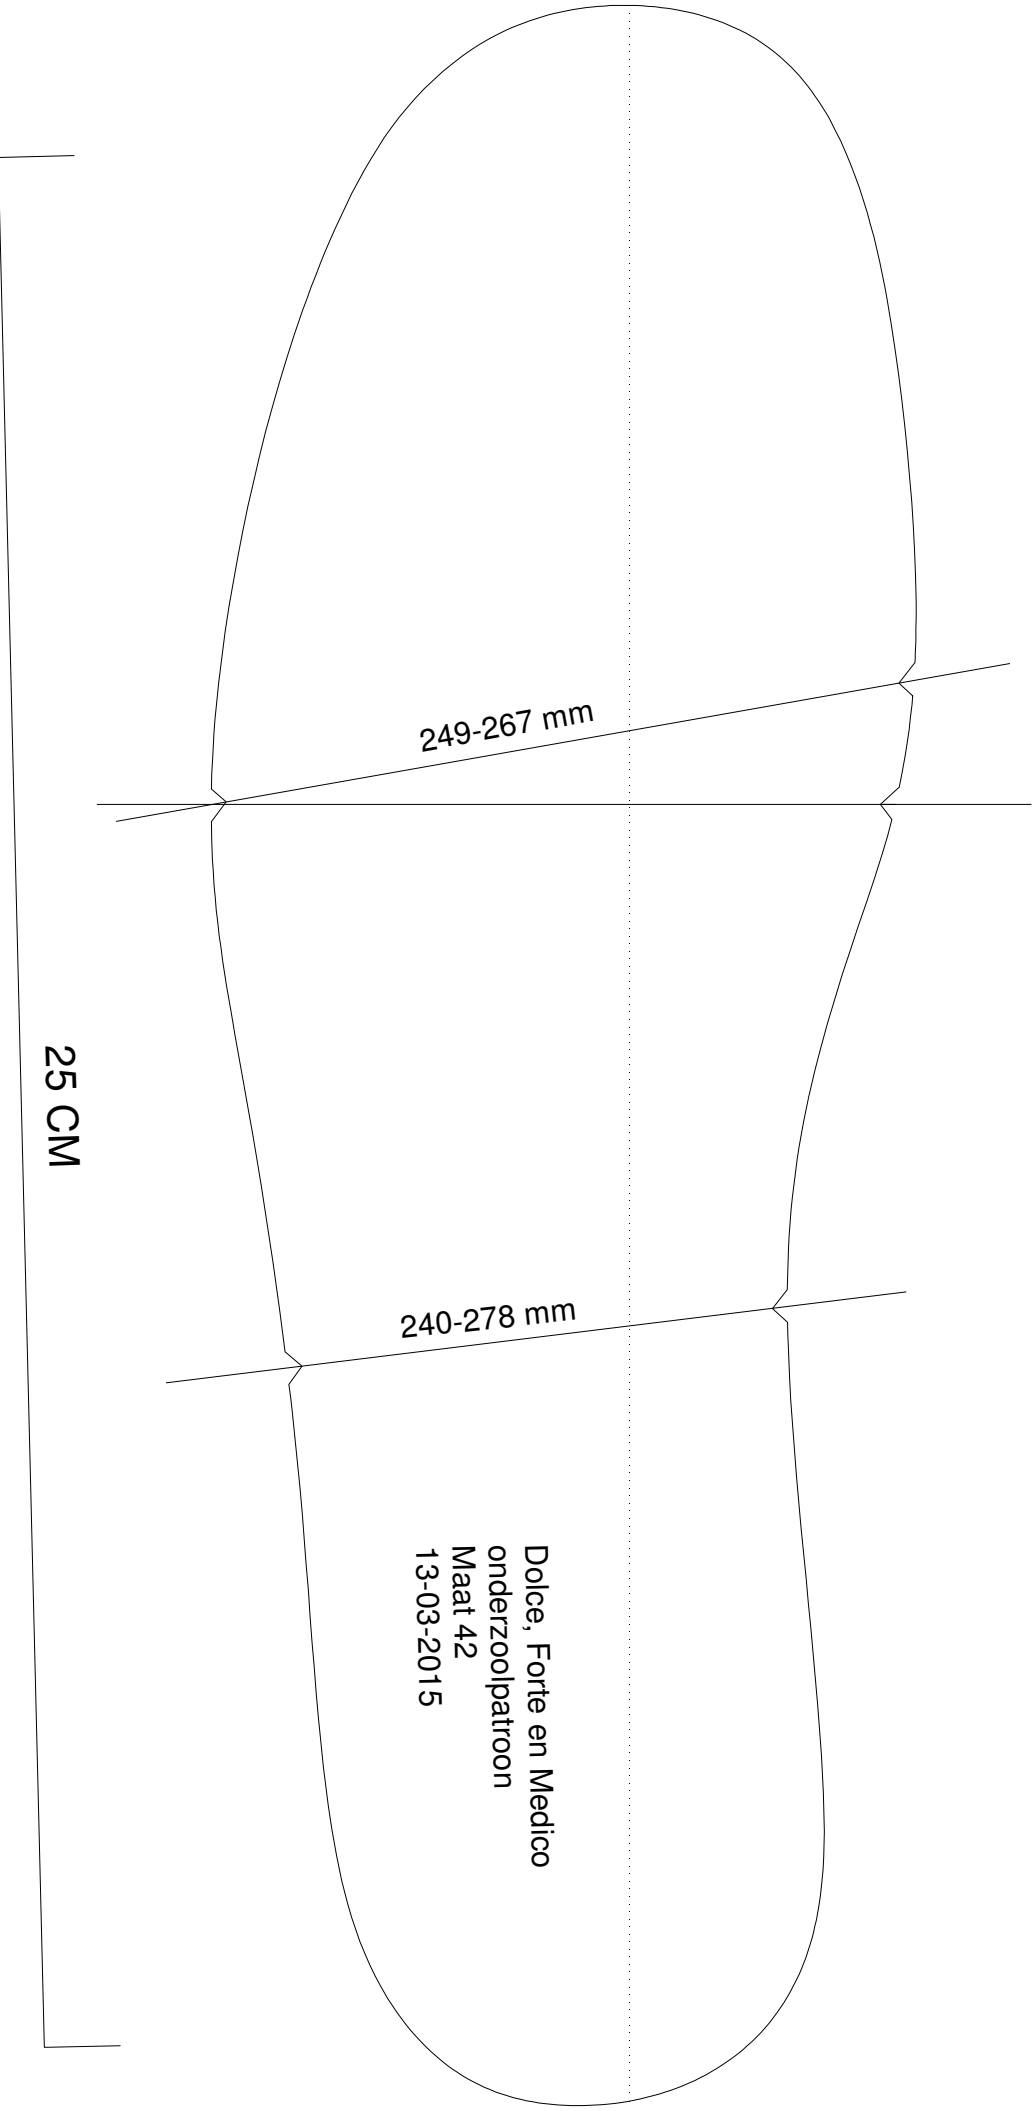 249-267 mm
25 CM
240-278 mm
Dolce, Forte en Medico
onderzoolpatroon
Maat 42
13-03-2015